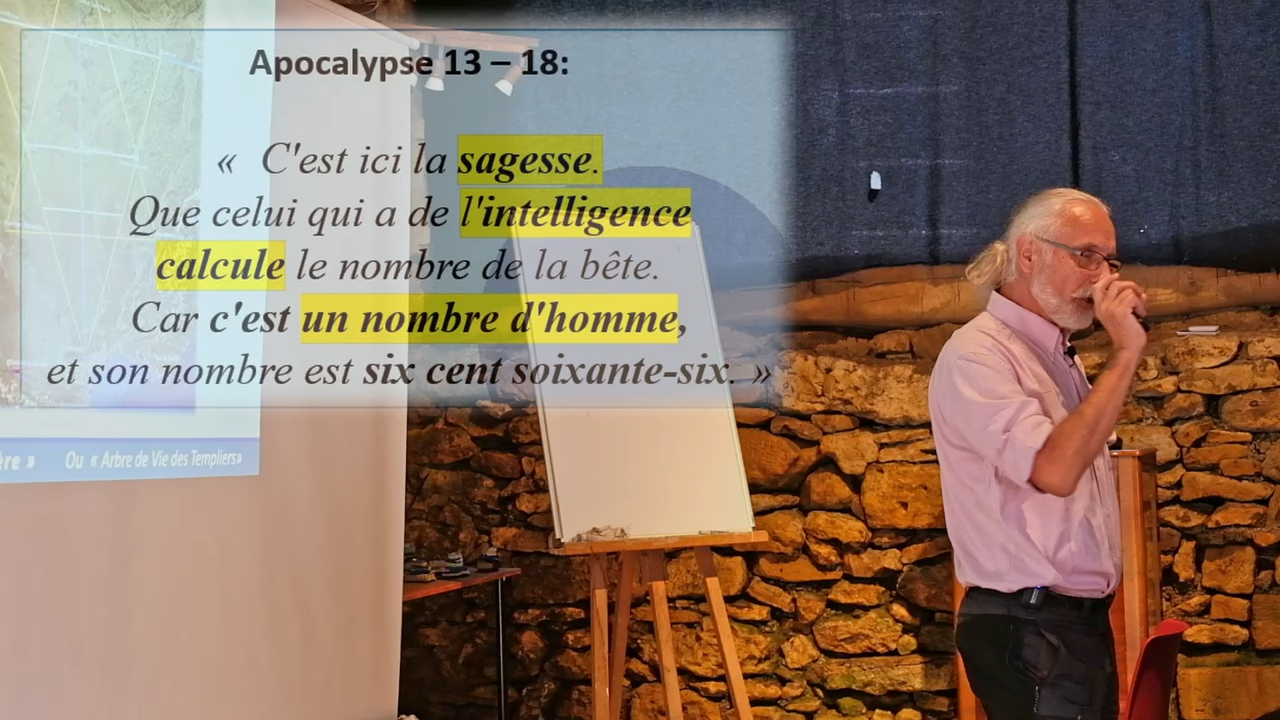 Apocalypse 13 – 18:
«  C'est ici la sagesse.
Que celui qui a de l'intelligence
calcule le nombre de la bête.
Car c'est un nombre d'homme,
et son nombre est six cent soixante-six. »
ère » Ou « Arbre de Vie des Templiers»